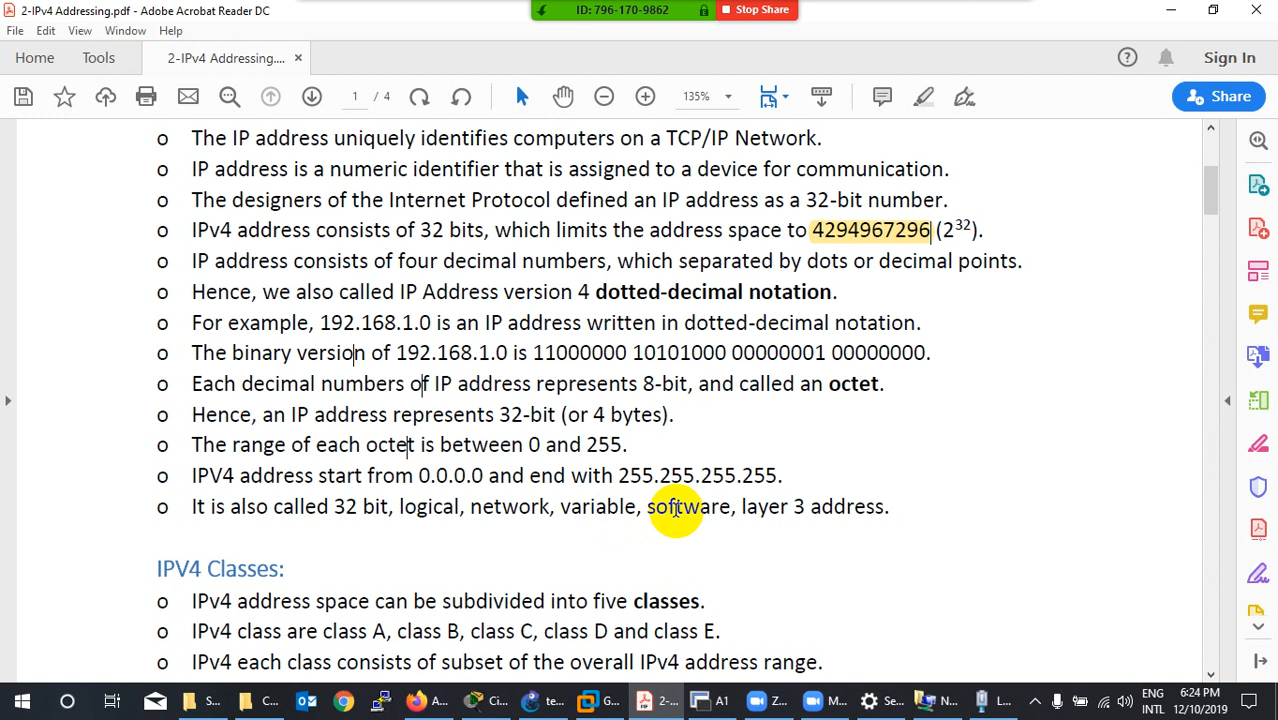 2-IPv4 Addressing.pdf - Adobe Acrobat Reader DC
ID: 796-170-9862
Stop Share
File Edit View Window Help
Home Tools 2-IPv4 Addressing.... × Sign In
1 / 4 135% Share
o The IP address uniquely identifies computers on a TCP/IP Network.
o IP address is a numeric identifier that is assigned to a device for communication.
o The designers of the Internet Protocol defined an IP address as a 32-bit number.
o IPv4 address consists of 32 bits, which limits the address space to 4294967296 (2³²).
o IP address consists of four decimal numbers, which separated by dots or decimal points.
o Hence, we also called IP Address version 4 dotted-decimal notation.
o For example, 192.168.1.0 is an IP address written in dotted-decimal notation.
o The binary version of 192.168.1.0 is 11000000 10101000 00000001 00000000.
o Each decimal numbers of IP address represents 8-bit, and called an octet.
o Hence, an IP address represents 32-bit (or 4 bytes).
o The range of each octet is between 0 and 255.
o IPV4 address start from 0.0.0.0 and end with 255.255.255.255.
o It is also called 32 bit, logical, network, variable, software, layer 3 address.
IPV4 Classes:
o IPv4 address space can be subdivided into five classes.
o IPv4 class are class A, class B, class C, class D and class E.
o IPv4 each class consists of subset of the overall IPv4 address range.
S... C... A... Ci... te... G... 2-... A1 Z... M... Se... N... L...
ENG 6:24 PM
INTL 12/10/2019